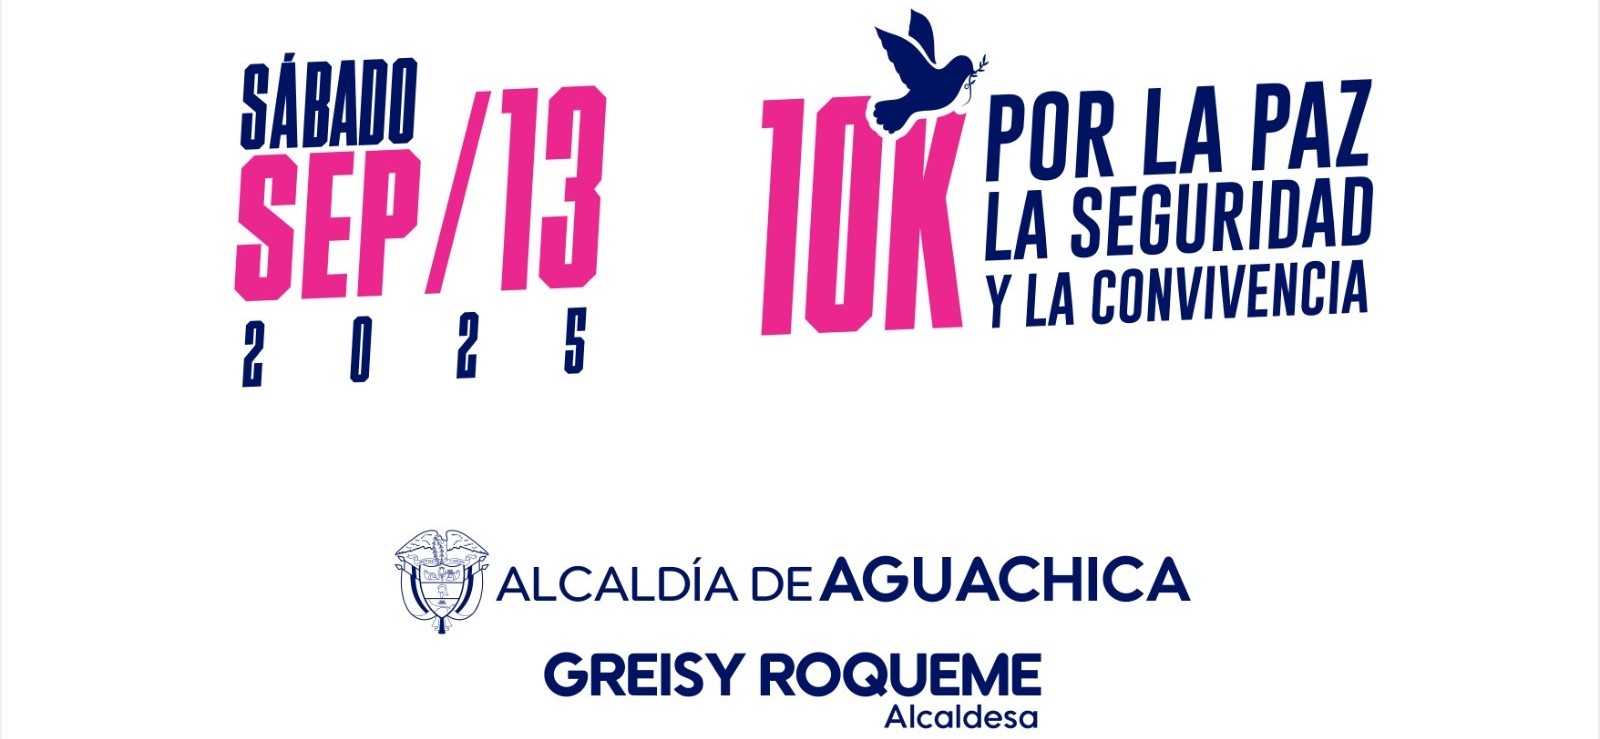 SÁBADO
SEP/13
2025
10K
POR LA PAZ
LA SEGURIDAD
Y LA CONVIVENCIA
ALCALDÍA DE AGUACHICA
GREISY ROQUEME
Alcaldesa